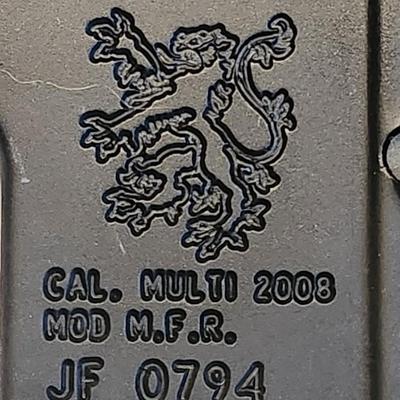 CAL. MULTI 2008
MOD M.F.R.
JF 0794